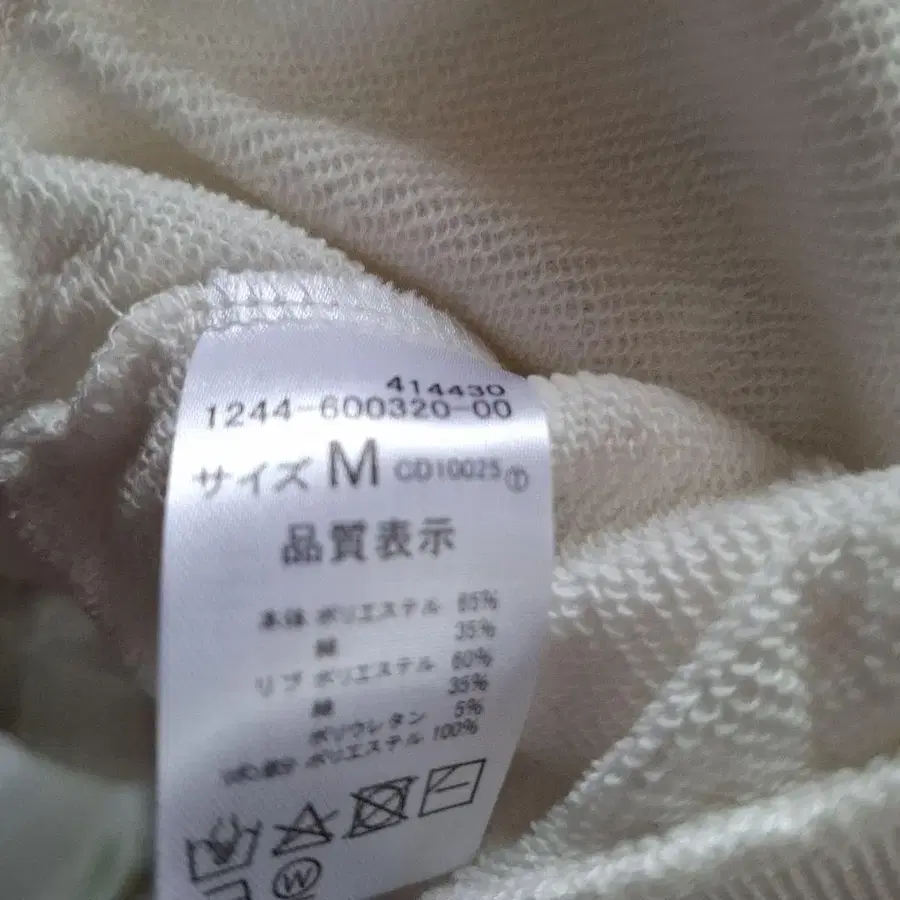 414430
1244-600320-00
サイズ M CD10025 ①
品質表示
本体 ポリエステル 65%
綿 35%
リブ ポリエステル 60%
綿 35%
ポリウレタン 5%
ポリエステル 100%
W